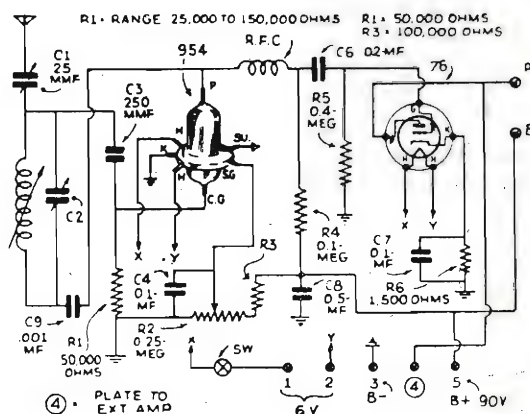 R1 = RANGE 25,000 TO 150,000 OHMS
R1 = 50.000 OHMS
R3 = 100,000 OHMS
C1 25 MMF
954
R.F.C
C6 0.2-MF
76
P
C3 250 MMF
P
SU.
H
K
H
P
S.G
C.G
R5 0.4-MEG
G
P
K
H
H
B
C2
X
Y
R4 0.1-MEG
X
Y
C4 0.1-MF
R3
C7 0.1-MF
C9 .001 MF
R1 50,000 OHMS
R2 0.25-MEG
C8 0.5-MF
R6 1,500 OHMS
X
SW
Y
1
2
3
4
5
6V
B-
B+ 90V
4 = PLATE TO EXT AMP